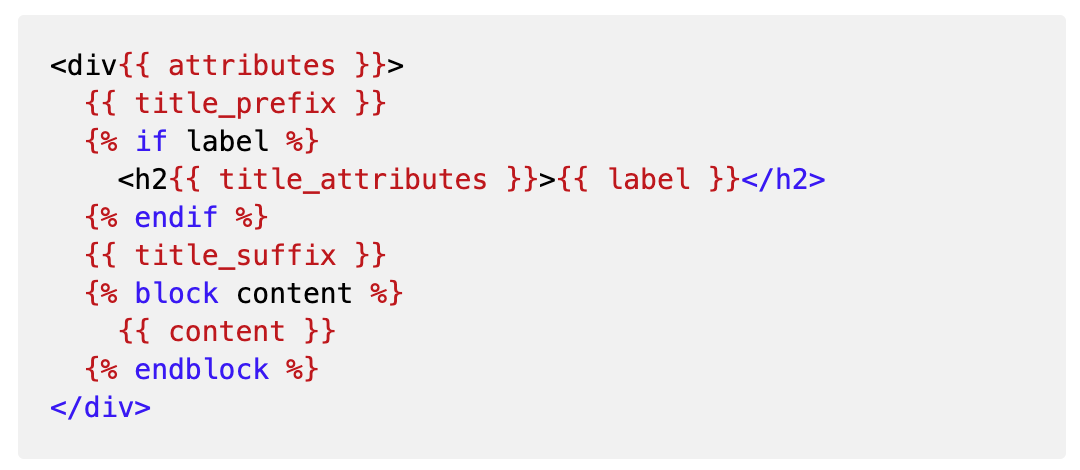 <div{{ attributes }}>
  {{ title_prefix }}
  {% if label %}
    <h2{{ title_attributes }}>{{ label }}</h2>
  {% endif %}
  {{ title_suffix }}
  {% block content %}
    {{ content }}
  {% endblock %}
</div>